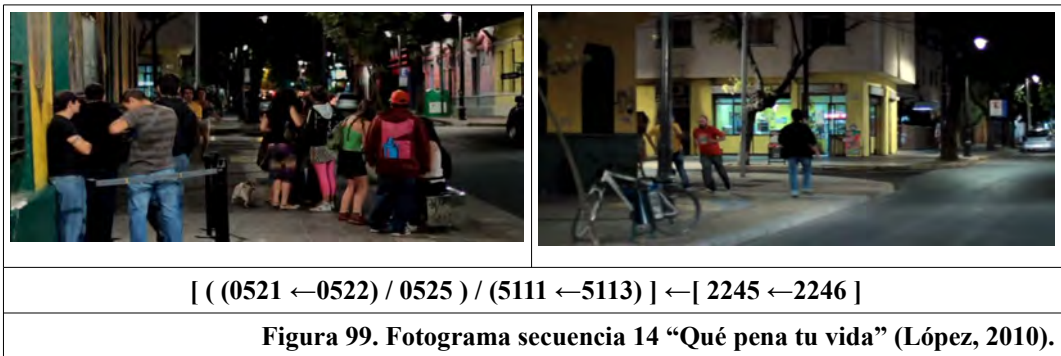 [ ( (0521 ←0522) / 0525 ) / (5111 ←5113) ] ←[ 2245 ←2246 ]
Figura 99. Fotograma secuencia 14 “Qué pena tu vida” (López, 2010).